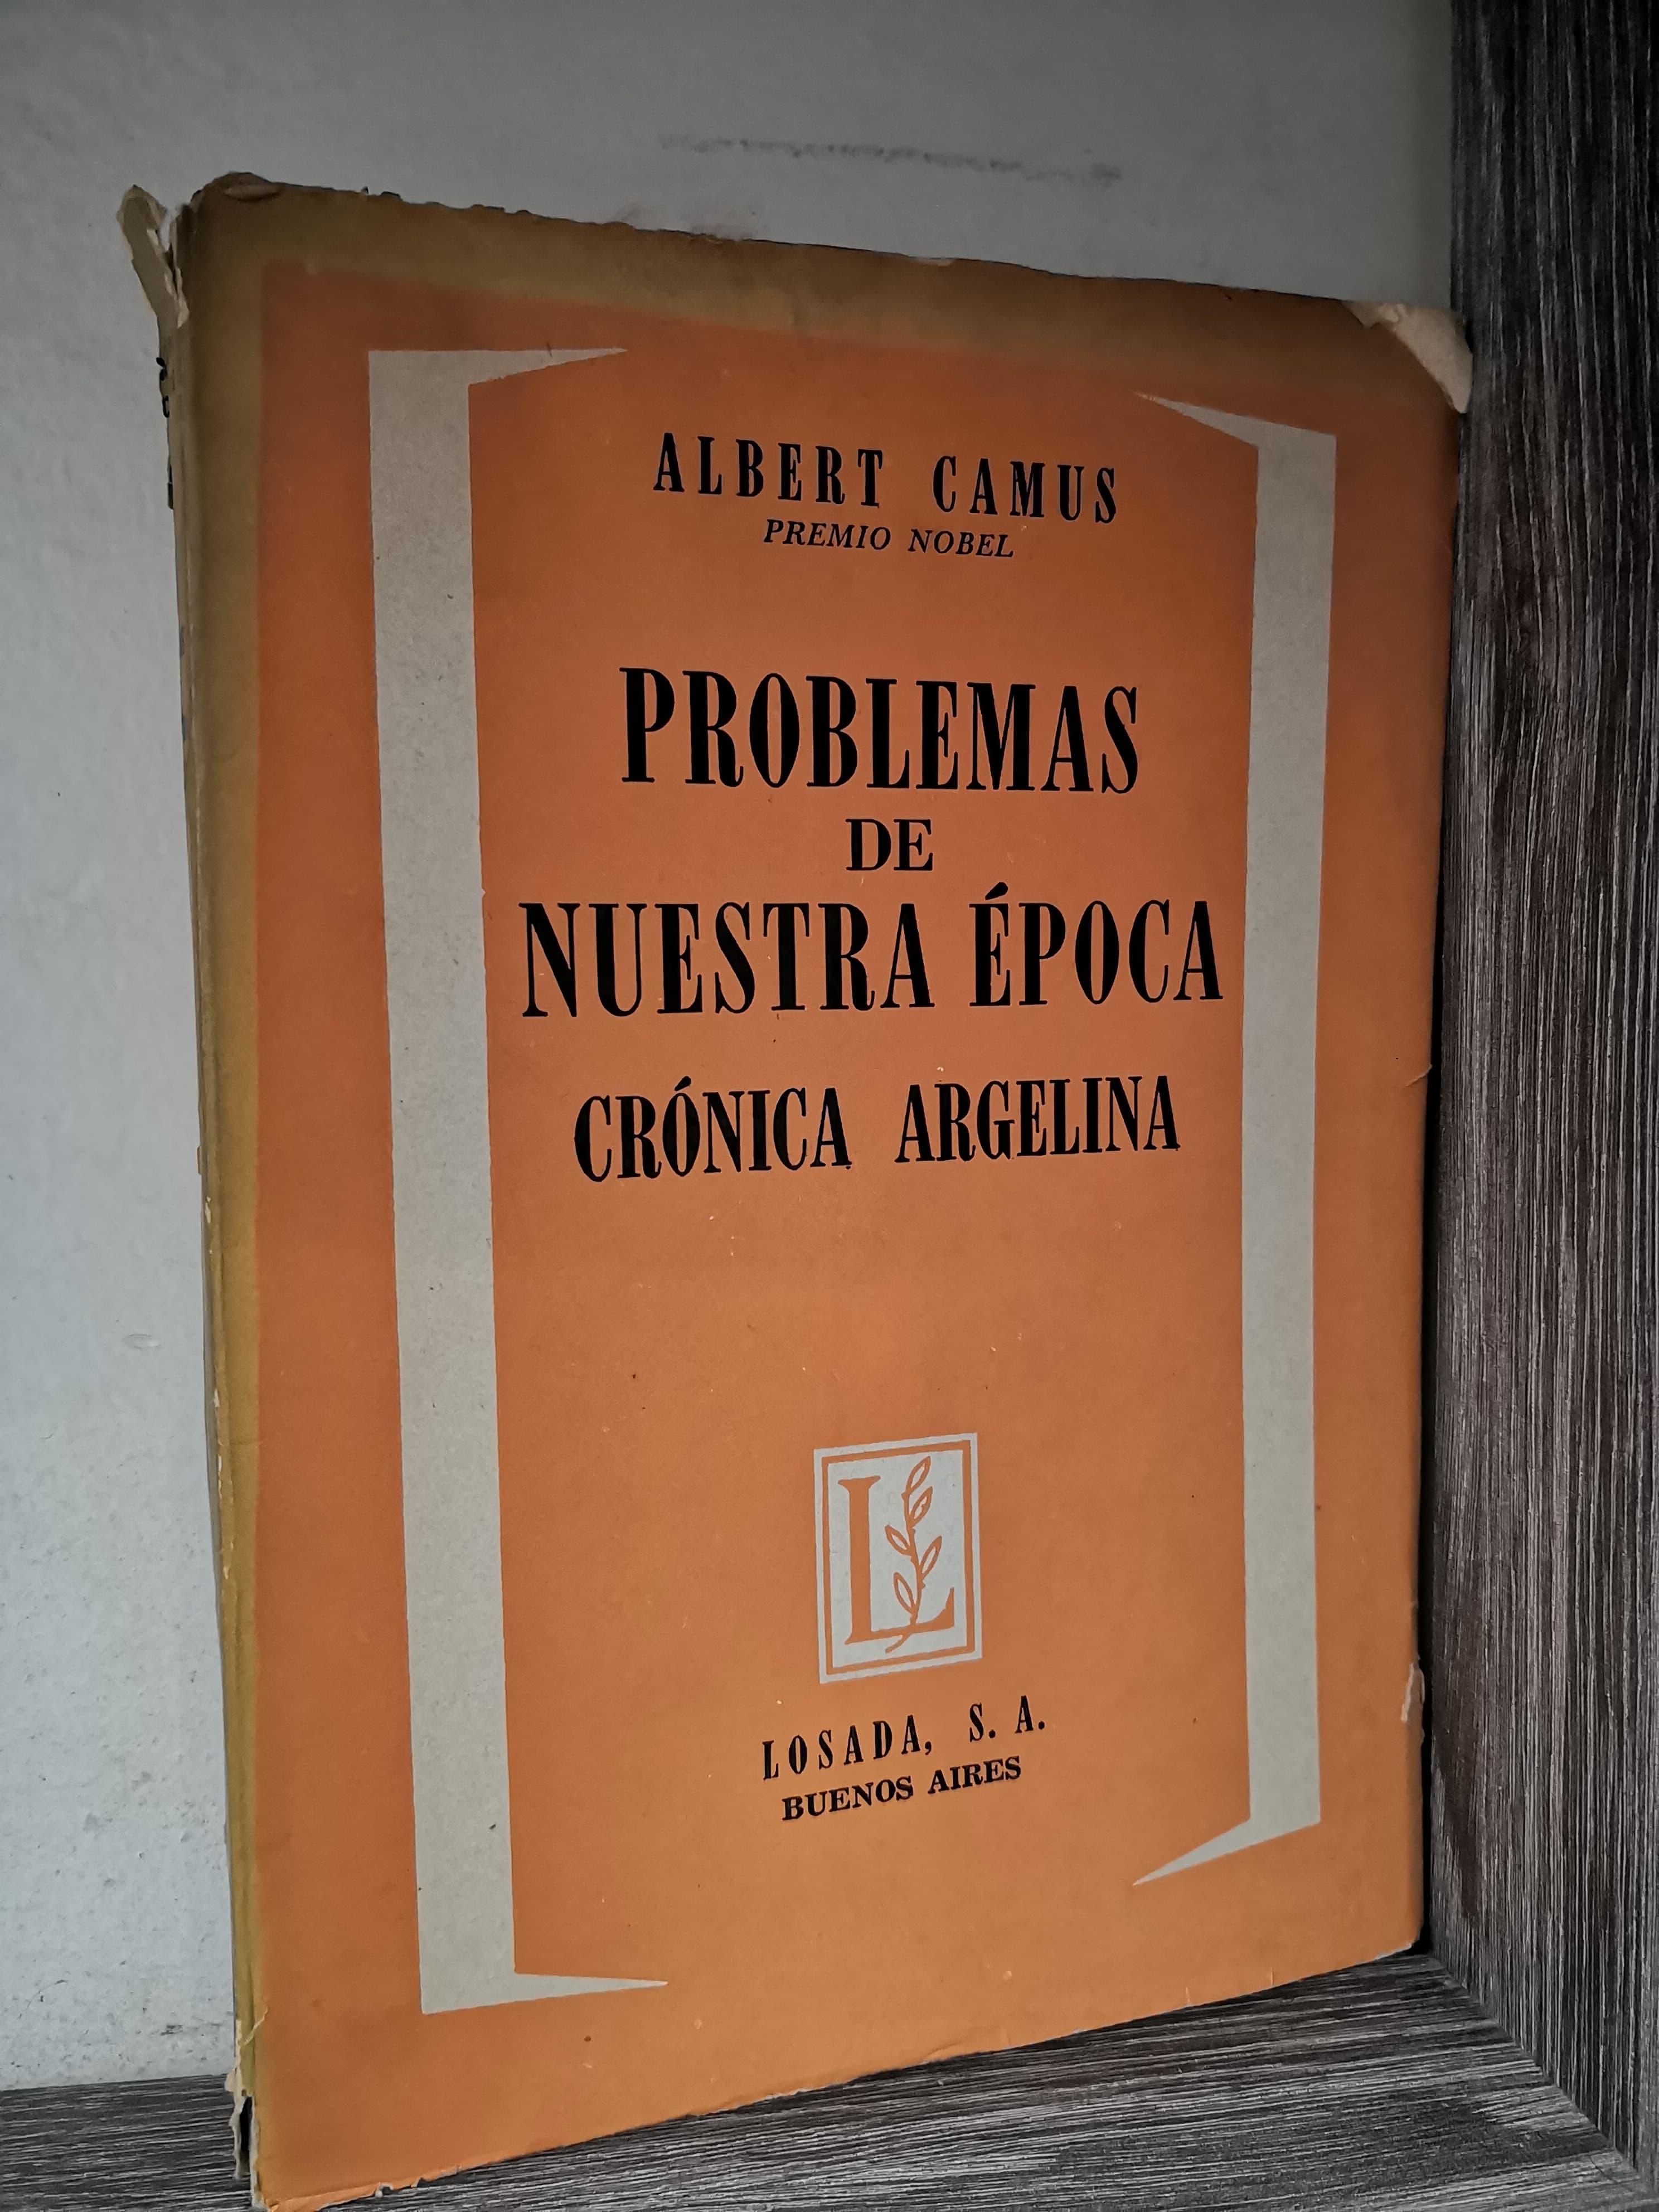 ALBERT CAMUS
PREMIO NOBEL
PROBLEMAS
DE
NUESTRA ÉPOCA
CRÓNICA ARGELINA
L
LOSADA, S. A.
BUENOS AIRES